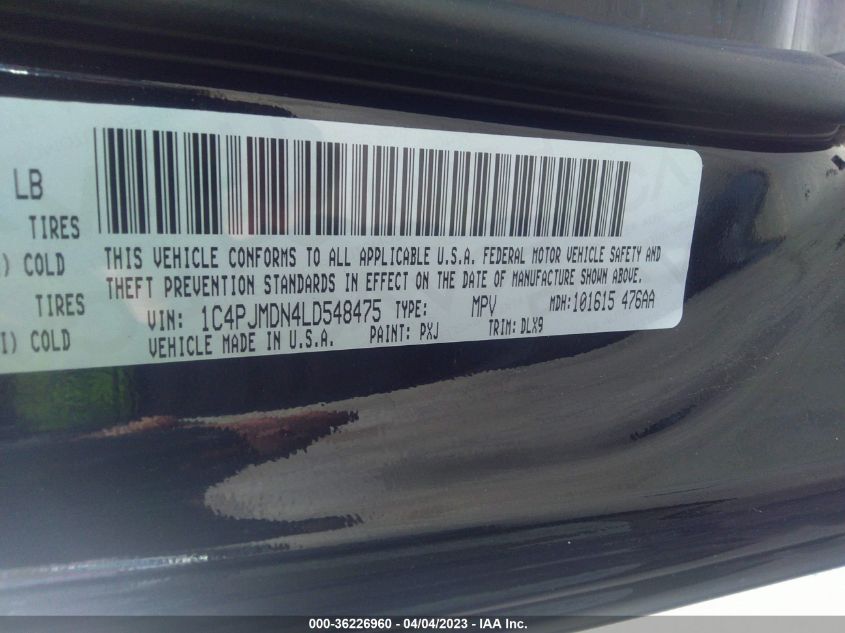 LB
TIRES
) COLD
TIRES
I) COLD
THIS VEHICLE CONFORMS TO ALL APPLICABLE U.S.A. FEDERAL MOTOR VEHICLE SAFETY AND
THEFT PREVENTION STANDARDS IN EFFECT ON THE DATE OF MANUFACTURE SHOWN ABOVE.
VIN: 1C4PJMDN4LD548475 TYPE: MPV MDH:101615 476AA
VEHICLE MADE IN U.S.A. PAINT: PXJ TRIM: DLX9
000-36226960 - 04/04/2023 - IAA Inc.